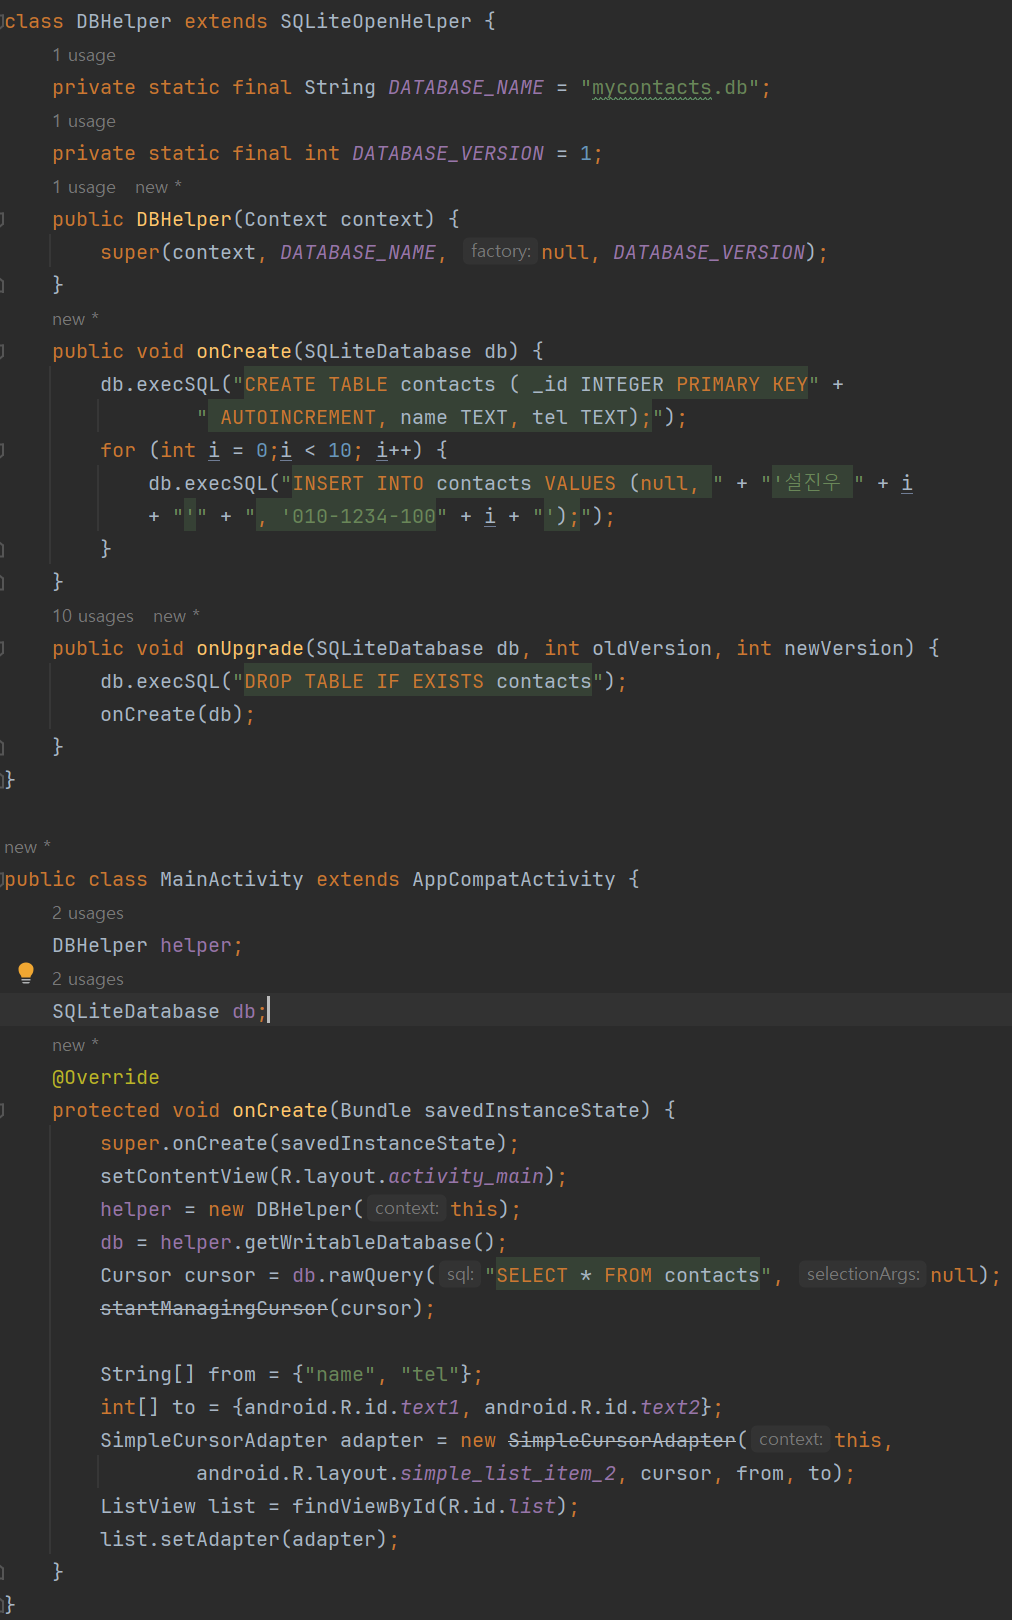 class DBHelper extends SQLiteOpenHelper {
1 usage
private static final String DATABASE_NAME = "mycontacts.db";
1 usage
private static final int DATABASE_VERSION = 1;
1 usage new *
public DBHelper(Context context) {
super(context, DATABASE_NAME, factory: null, DATABASE_VERSION);
}
new *
public void onCreate(SQLiteDatabase db) {
db.execSQL("CREATE TABLE contacts ( _id INTEGER PRIMARY KEY" +
" AUTOINCREMENT, name TEXT, tel TEXT);");
for (int i = 0;i < 10; i++) {
db.execSQL("INSERT INTO contacts VALUES (null, " + "'설진우 " + i
+ "'" + ", '010-1234-100" + i + "');");
}
}
10 usages new *
public void onUpgrade(SQLiteDatabase db, int oldVersion, int newVersion) {
db.execSQL("DROP TABLE IF EXISTS contacts");
onCreate(db);
}
}
new *
public class MainActivity extends AppCompatActivity {
2 usages
DBHelper helper;
2 usages
SQLiteDatabase db;
new *
@Override
protected void onCreate(Bundle savedInstanceState) {
super.onCreate(savedInstanceState);
setContentView(R.layout.activity_main);
helper = new DBHelper( context: this);
db = helper.getWritableDatabase();
Cursor cursor = db.rawQuery( sql: "SELECT * FROM contacts", selectionArgs: null);
startManagingCursor(cursor);
String[] from = {"name", "tel"};
int[] to = {android.R.id.text1, android.R.id.text2};
SimpleCursorAdapter adapter = new SimpleCursorAdapter( context: this,
android.R.layout.simple_list_item_2, cursor, from, to);
ListView list = findViewById(R.id.list);
list.setAdapter(adapter);
}
}